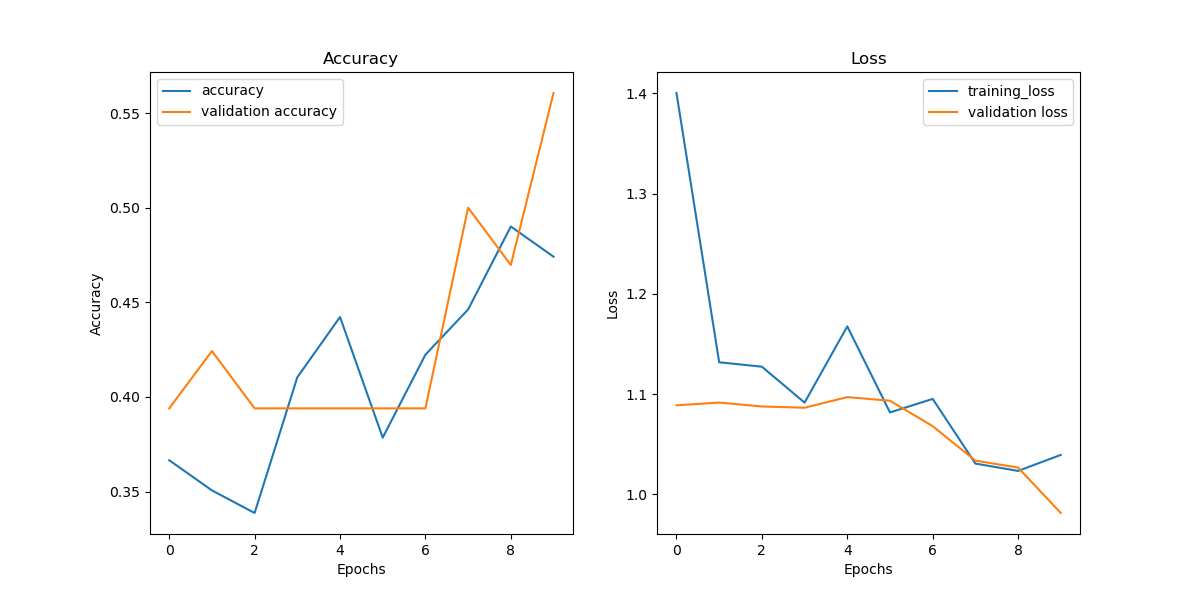 Accuracy
accuracy
validation accuracy
0.55
0.50
0.45
0.40
0.35
Accuracy
0 2 4 6 8
Epochs
Loss
training_loss
validation loss
1.4
1.3
1.2
1.1
1.0
Loss
0 2 4 6 8
Epochs